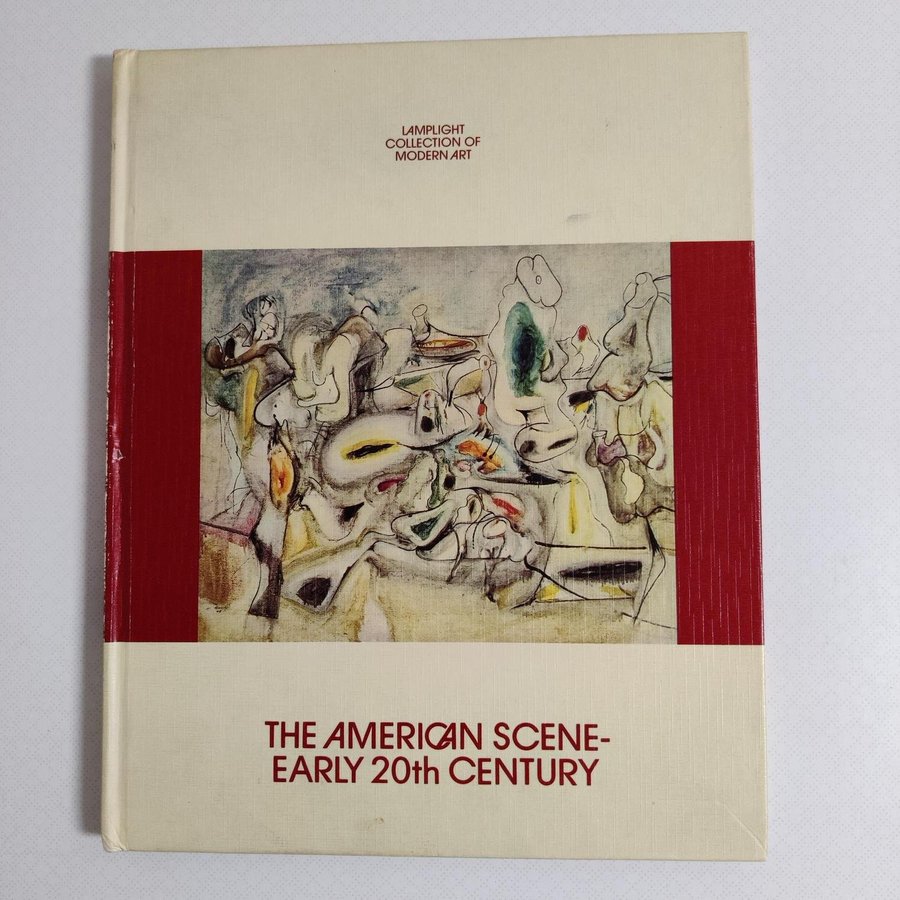 LAMPLIGHT
COLLECTION OF
MODERN ART
THE AMERICAN SCENE-
EARLY 20th CENTURY